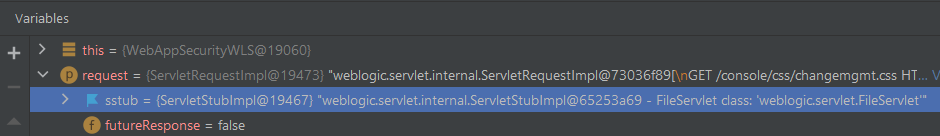 Variables
this = {WebAppSecurityWLS@19060}
request = {ServletRequestImpl@19473} "weblogic.servlet.internal.ServletRequestImpl@73036f89[\nGET /console/css/changemgmt.css HT... V
sstub = {ServletStubImpl@19467} "weblogic.servlet.internal.ServletStubImpl@65253a69 - FileServlet class: 'weblogic.servlet.FileServlet'"
futureResponse = false